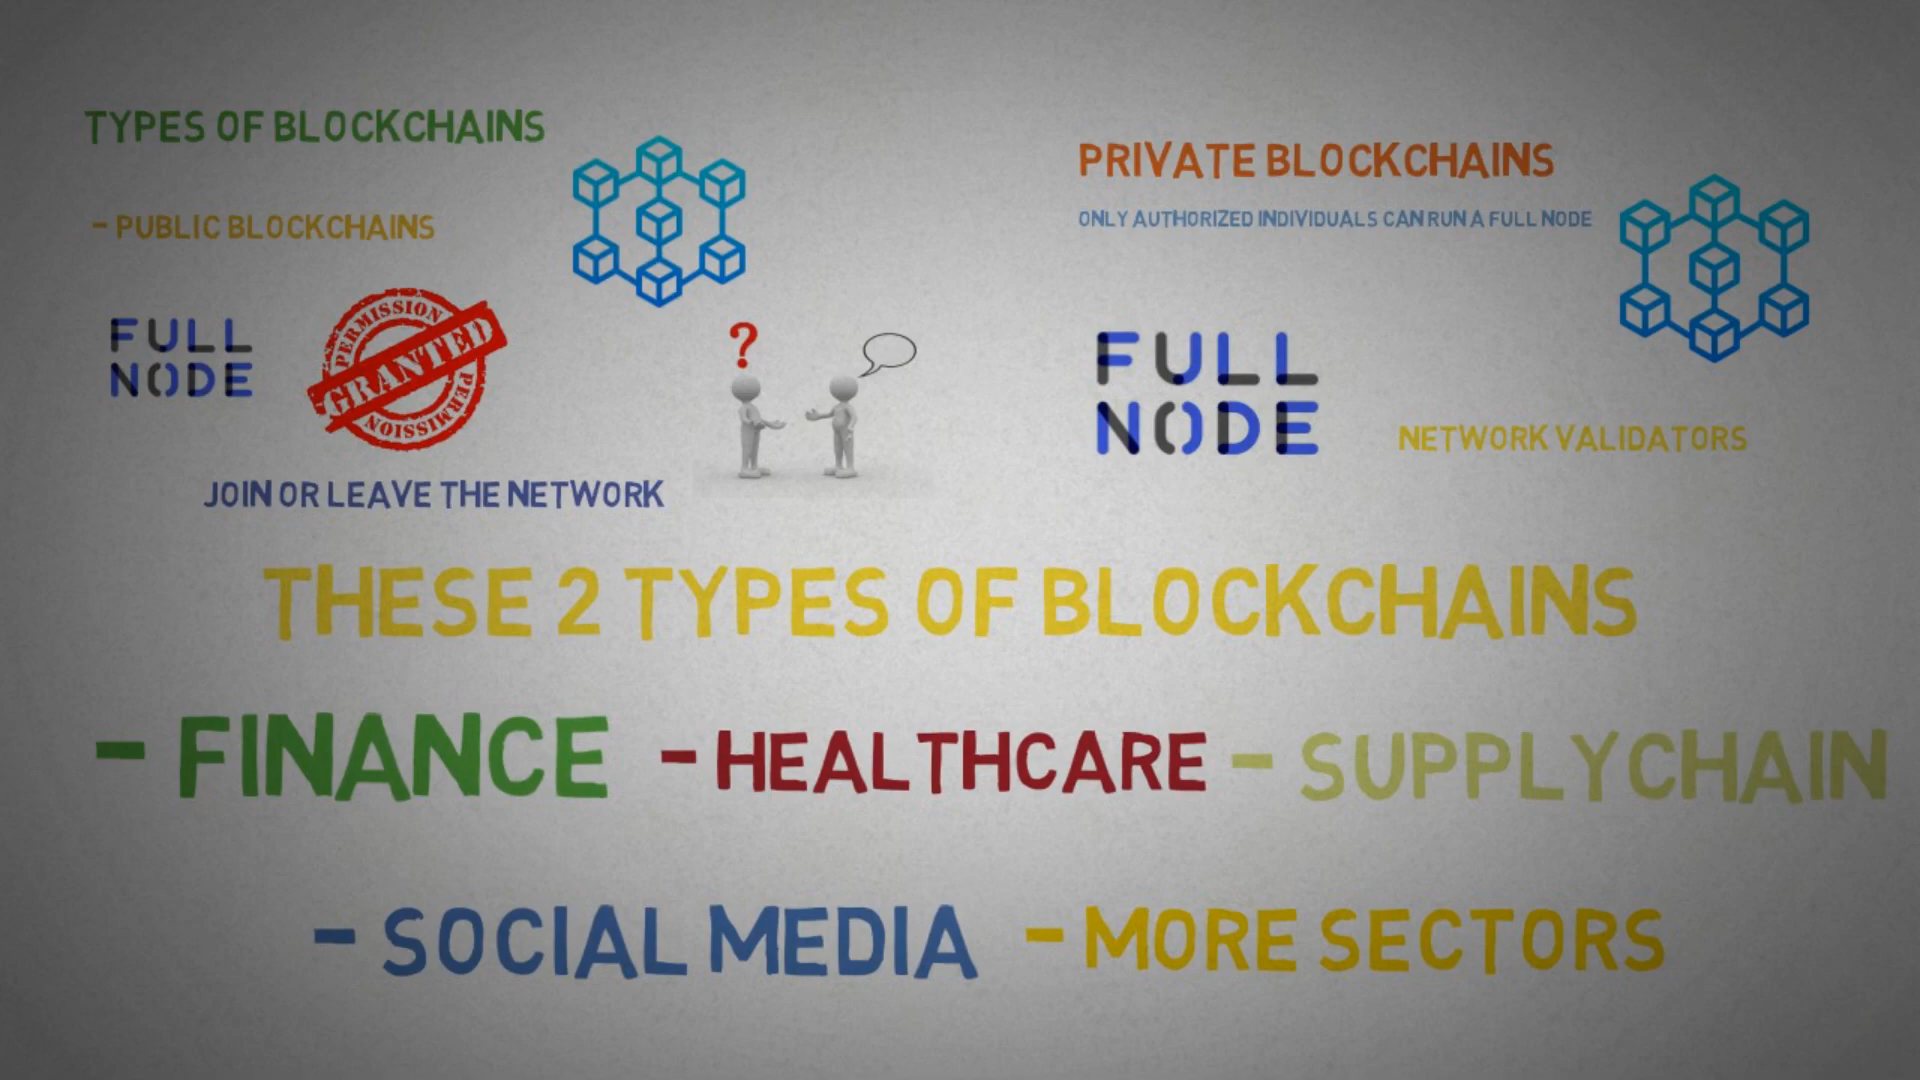 TYPES OF BLOCKCHAINS
- PUBLIC BLOCKCHAINS
FULL
NODE
PERMISSION
GRANTED
PERMISSION
?
JOIN OR LEAVE THE NETWORK
PRIVATE BLOCKCHAINS
ONLY AUTHORIZED INDIVIDUALS CAN RUN A FULL NODE
FULL
NODE
NETWORK VALIDATORS
THESE 2 TYPES OF BLOCKCHAINS
- FINANCE - HEALTHCARE - SUPPLY CHAIN
- SOCIAL MEDIA - MORE SECTORS